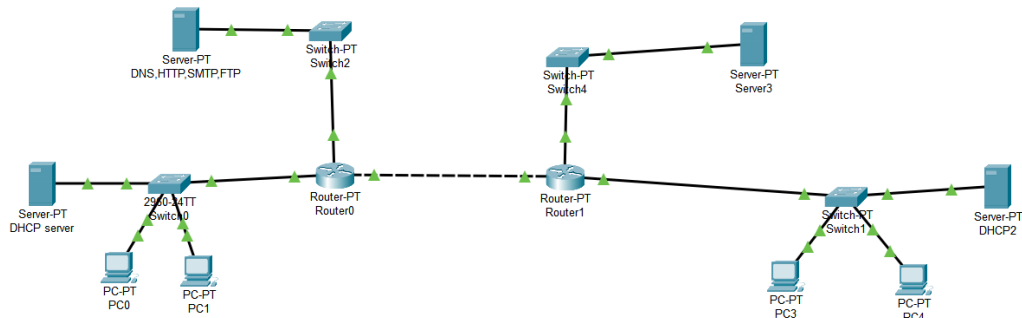 Server-PT
DNS,HTTP,SMTP,FTP
Switch-PT
Switch2
Switch-PT
Switch4
Server-PT
Server3
Server-PT
DHCP server
2950-24TT
Switch0
Router-PT
Router0
Router-PT
Router1
Switch-PT
Switch1
Server-PT
DHCP2
PC-PT
PC0
PC-PT
PC1
PC-PT
PC3
PC-PT
PC4